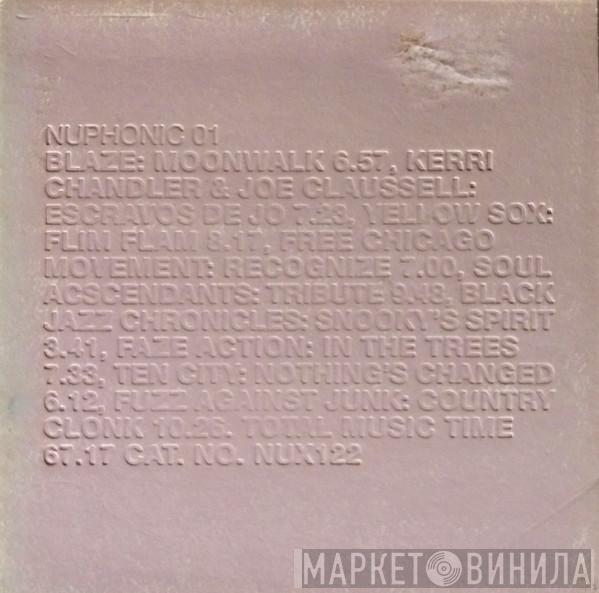 NUPHONIC 01
BLAZE: MOONWALK 6.57, KERRI
CHANDLER & JOE CLAUSSELL:
ESCRAVOS DE JO 7.23, YELLOW SOX:
FLIM FLAM 8.17, FREE CHICAGO
MOVEMENT: RECOGNIZE 7.00, SOUL
ACSCENDANTS: TRIBUTE 9.48, BLACK
JAZZ CHRONICLES: SNOOKY'S SPIRIT
3.41, FAZE ACTION: IN THE TREES
7.33, TEN CITY: NOTHING'S CHANGED
6.12, FUZZ AGAINST JUNK: COUNTRY
CLONK 10.26. TOTAL MUSIC TIME
67.17 CAT. NO. NUX122
МАРКЕТ ВИНИЛА